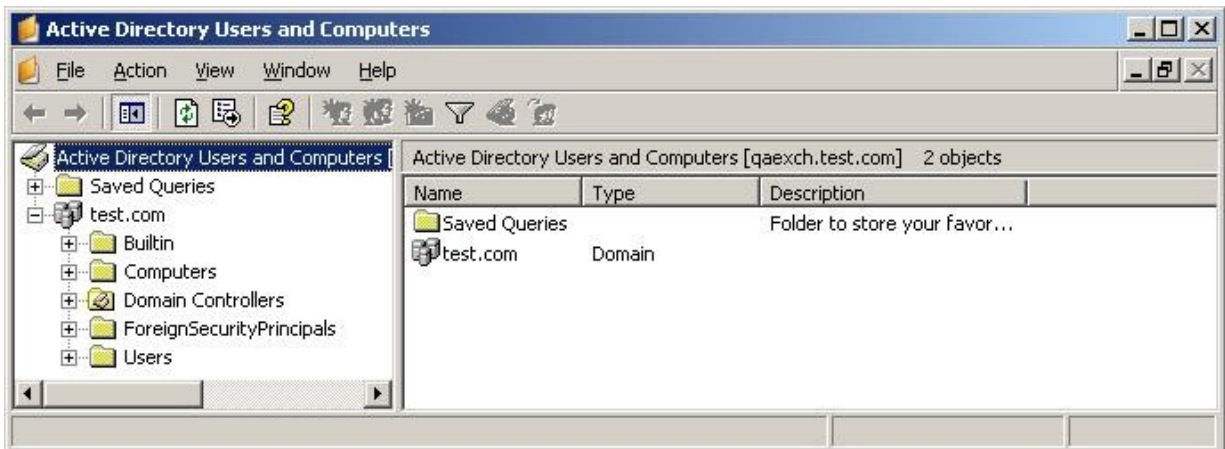 Active Directory Users and Computers
File Action View Window Help
Active Directory Users and Computers [
Saved Queries
test.com
Builtin
Computers
Domain Controllers
ForeignSecurityPrincipals
Users
Active Directory Users and Computers [qaexch.test.com] 2 objects
Name Type Description
Saved Queries Folder to store your favor...
test.com Domain